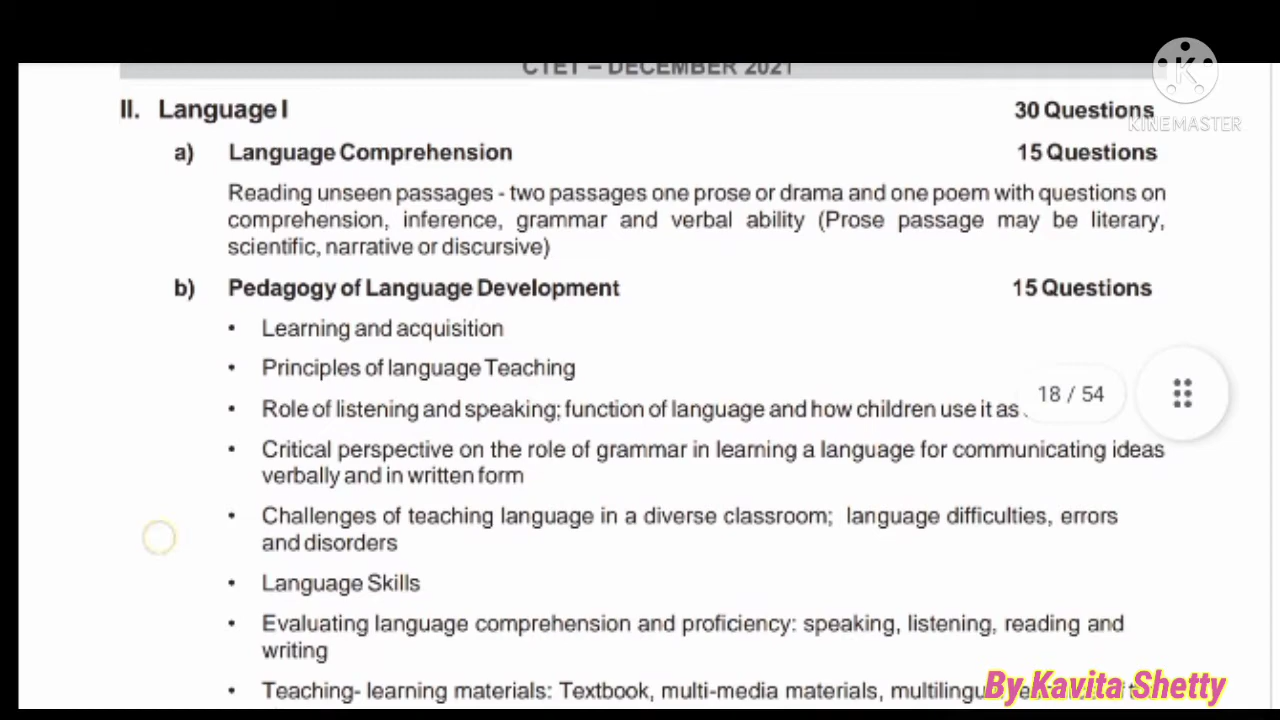 CTET – DECEMBER 2021
II. Language I 30 Questions
KINEMASTER
a) Language Comprehension 15 Questions
Reading unseen passages - two passages one prose or drama and one poem with questions on
comprehension, inference, grammar and verbal ability (Prose passage may be literary,
scientific, narrative or discursive)
b) Pedagogy of Language Development 15 Questions
• Learning and acquisition
• Principles of language Teaching
• Role of listening and speaking; function of language and how children use it as
18 / 54
• Critical perspective on the role of grammar in learning a language for communicating ideas
verbally and in written form
• Challenges of teaching language in a diverse classroom; language difficulties, errors
and disorders
• Language Skills
• Evaluating language comprehension and proficiency: speaking, listening, reading and
writing
• Teaching- learning materials: Textbook, multi-media materials,
By Kavita Shetty